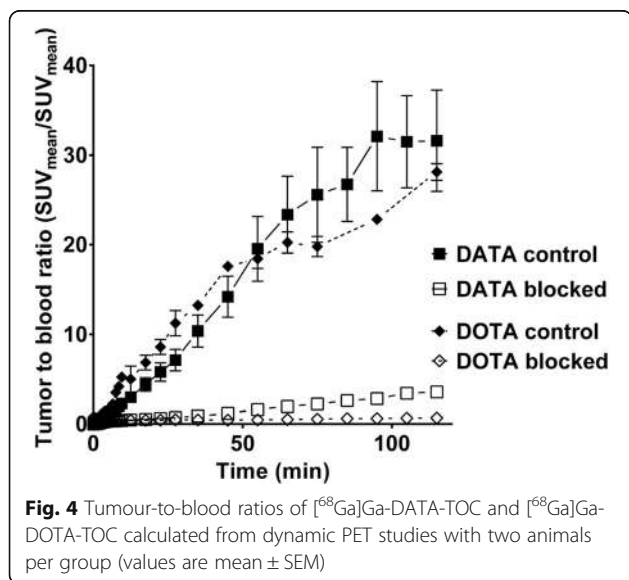 40
30
20
10
0
0
50
100
Tumor to blood ratio (SUVmean/SUVmean)
Time (min)
DATA control
DATA blocked
DOTA control
DOTA blocked
Fig. 4 Tumour-to-blood ratios of [⁶⁸Ga]Ga-DATA-TOC and [⁶⁸Ga]Ga-
DOTA-TOC calculated from dynamic PET studies with two animals
per group (values are mean ± SEM)